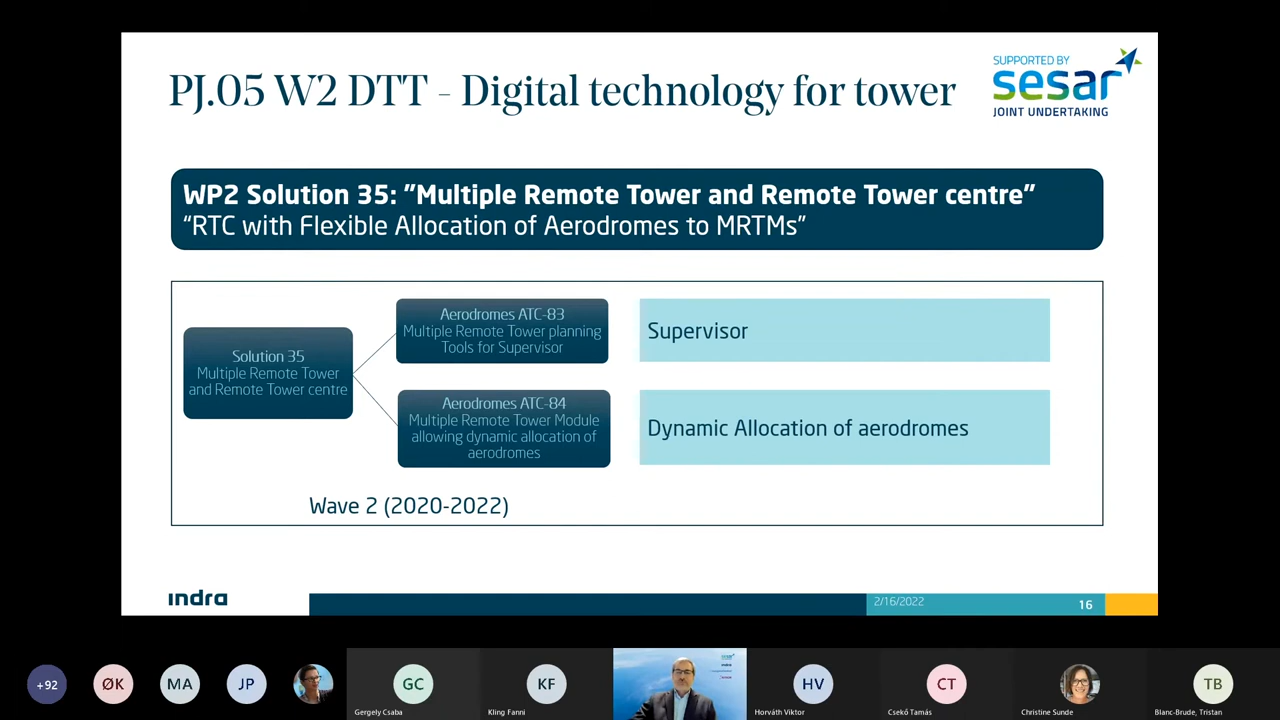 PJ.05 W2 DTT - Digital technology for tower
SUPPORTED BY
sesar
JOINT UNDERTAKING
WP2 Solution 35: "Multiple Remote Tower and Remote Tower centre"
"RTC with Flexible Allocation of Aerodromes to MRTMs"
Solution 35
Multiple Remote Tower
and Remote Tower centre
Aerodromes ATC-83
Multiple Remote Tower planning
Tools for Supervisor
Supervisor
Aerodromes ATC-84
Multiple Remote Tower Module
allowing dynamic allocation of
aerodromes
Dynamic Allocation of aerodromes
Wave 2 (2020-2022)
indra
2/16/2022
16
+92
ØK
MA
JP
GC
Gergely Csaba
KF
Kling Fanni
HV
Horváth Viktor
CT
Csekő Tamás
Christine Sunde
TB
Blanc-Brude, Tristan